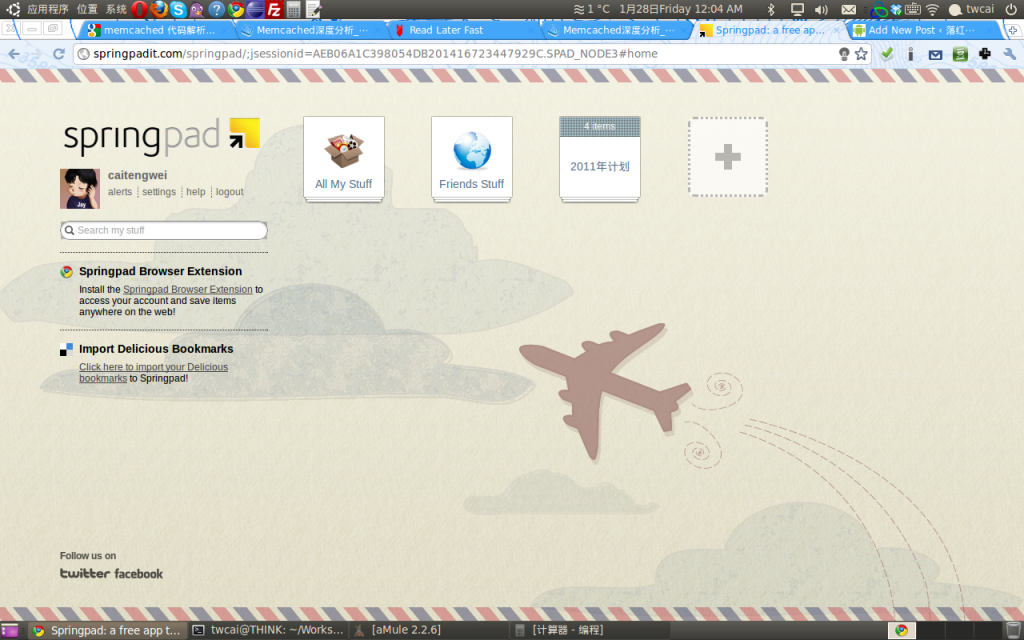 应用程序 位置 系统
1 °C 1月28日Friday 12:04 AM
twcai
memcached 代码解析...
Memcached深度分析_...
Read Later Fast
Memcached深度分析_...
Springpad: a free ap...
Add New Post ‹ 落红...
springpadit.com/springpad/;jsessionid=AEB06A1C398054DB201416723447929C.SPAD_NODE3#home
springpad
caitengwei
alerts settings help logout
Search my stuff
Springpad Browser Extension
Install the Springpad Browser Extension to
access your account and save items
anywhere on the web!
Import Delicious Bookmarks
Click here to import your Delicious
bookmarks to Springpad!
All My Stuff
Friends Stuff
4 items
2011年计划
Follow us on
twitter facebook
Springpad: a free app t...
twcai@THINK: ~/Works...
[aMule 2.2.6]
[计算器 - 编程]